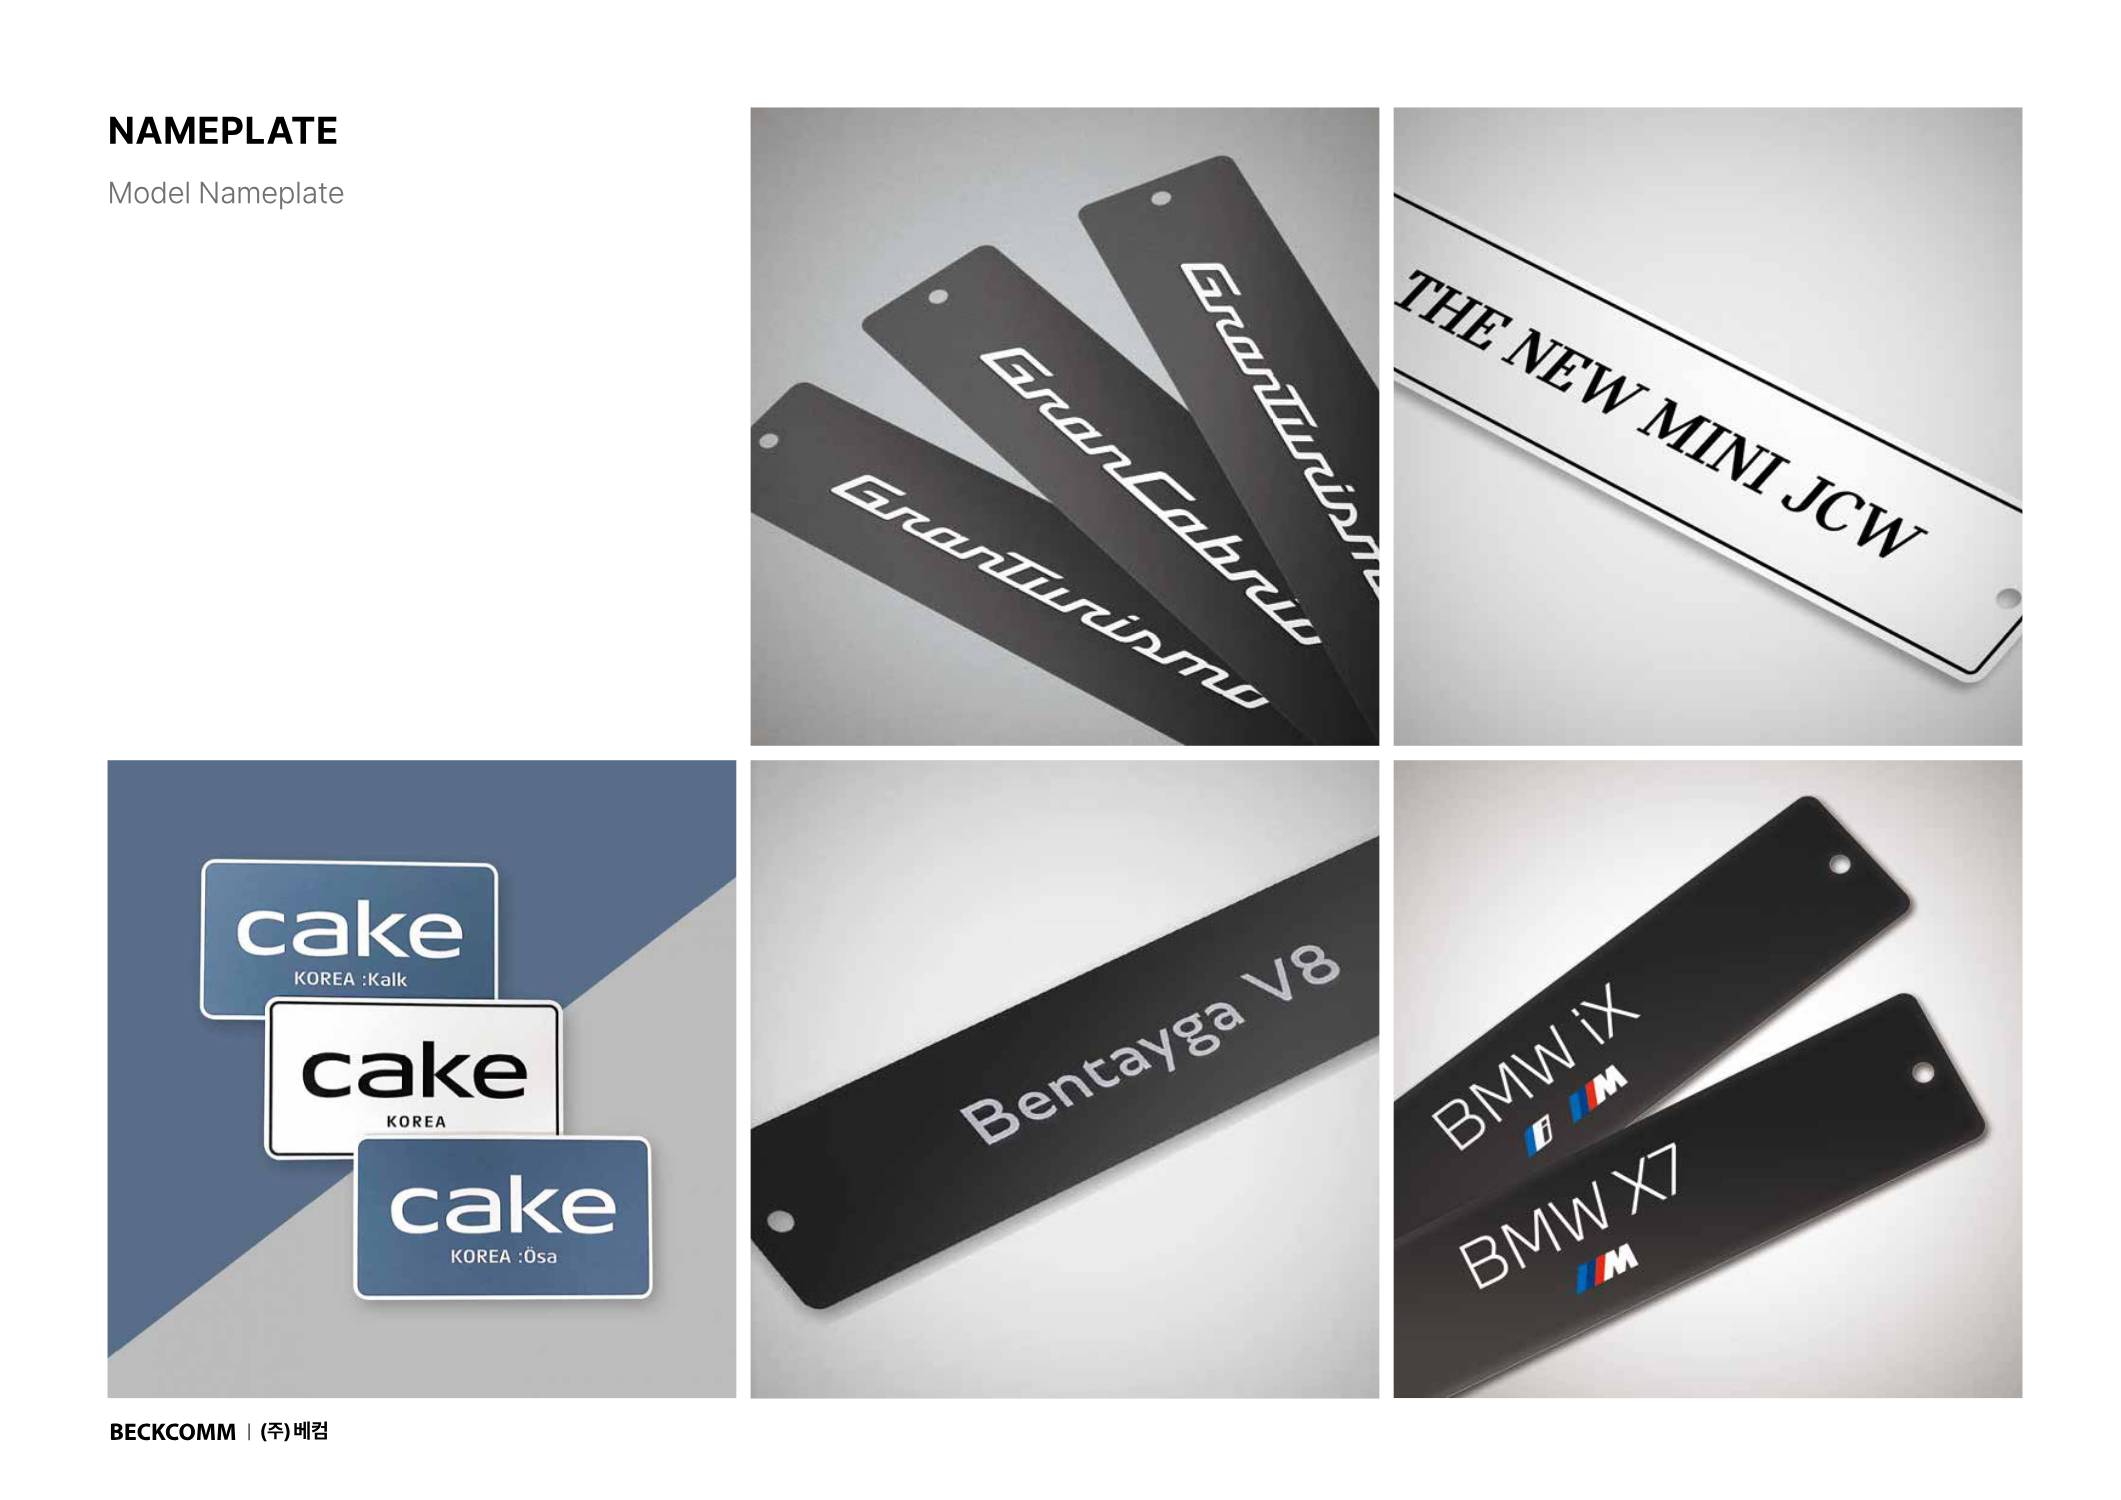 NAMEPLATE
Model Nameplate
GranTurismo
GranCabrio
GranTurism
THE NEW MINI JCW
cake
KOREA :Kalk
cake
KOREA
cake
KOREA :Ösa
Bentayga V8
BMW iX
i M
BMW X7
M
BECKCOMM | (주)베컴